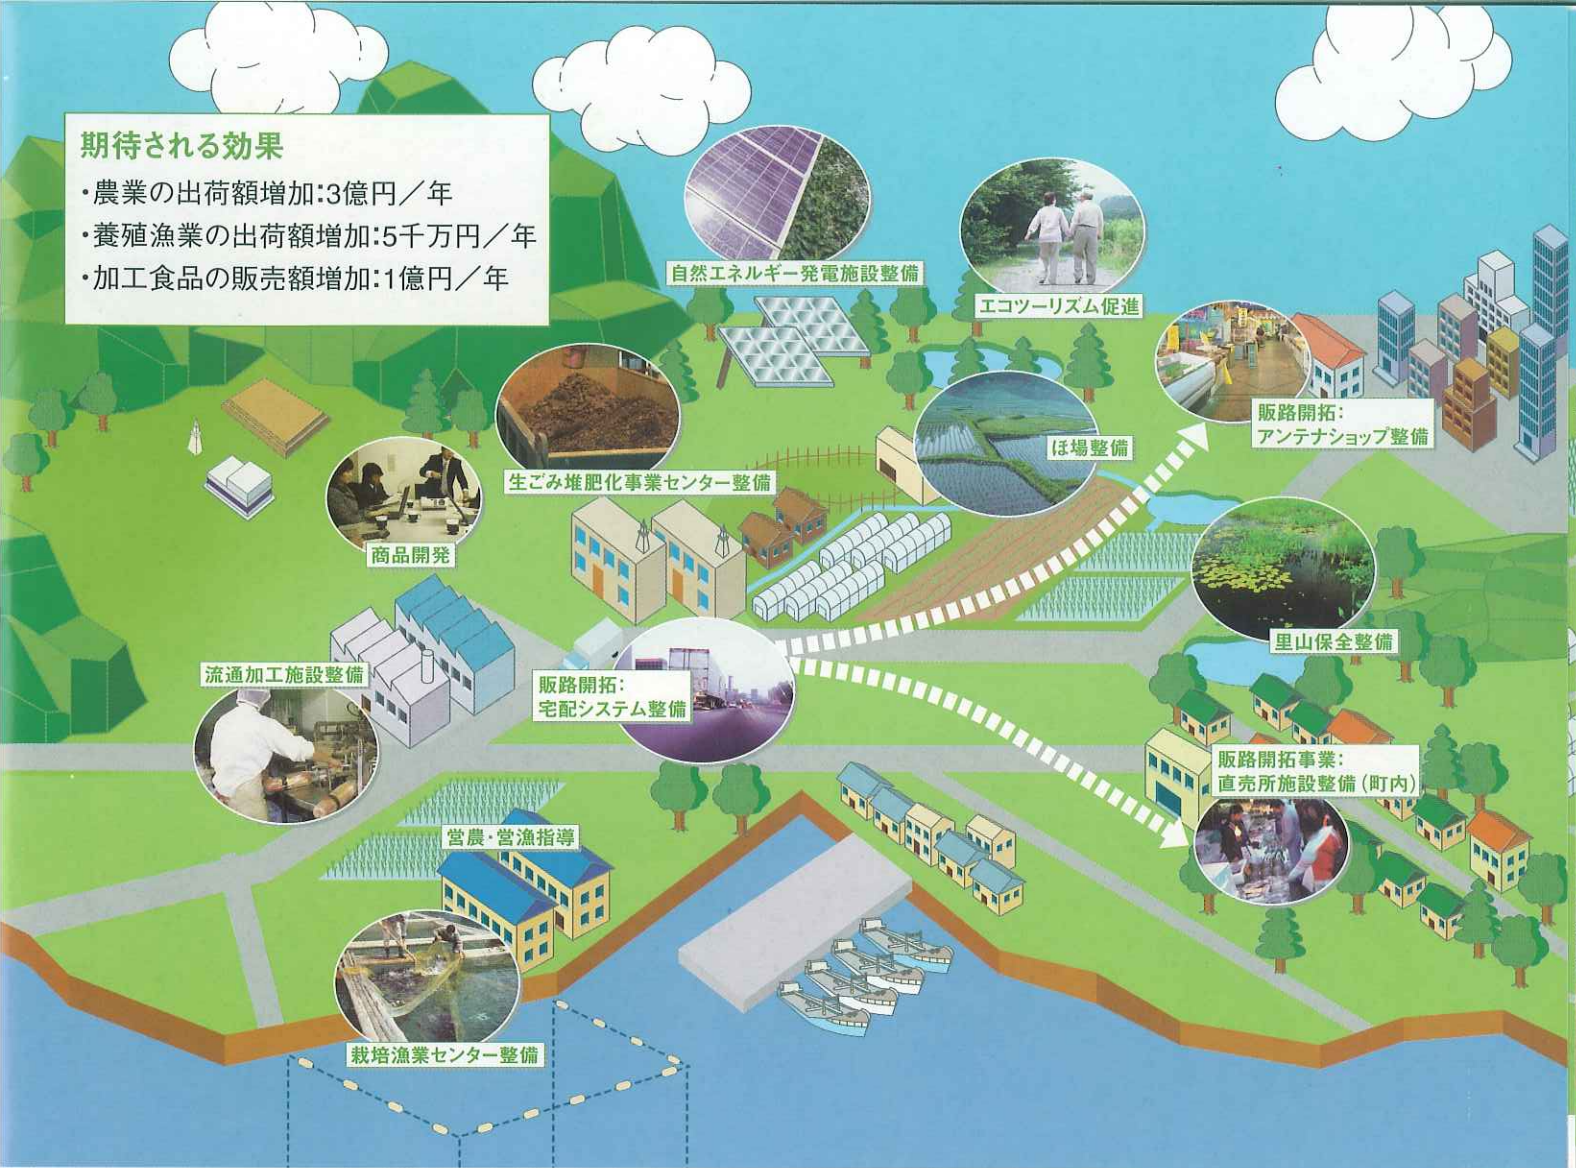 期待される効果
・農業の出荷額増加:3億円／年
・養殖漁業の出荷額増加:5千万円／年
・加工食品の販売額増加:1億円／年
自然エネルギー発電施設整備
エコツーリズム促進
販路開拓:
アンテナショップ整備
ほ場整備
生ごみ堆肥化事業センター整備
商品開発
里山保全整備
流通加工施設整備
販路開拓:
宅配システム整備
販路開拓事業:
直売所施設整備(町内)
営農・営漁指導
栽培漁業センター整備